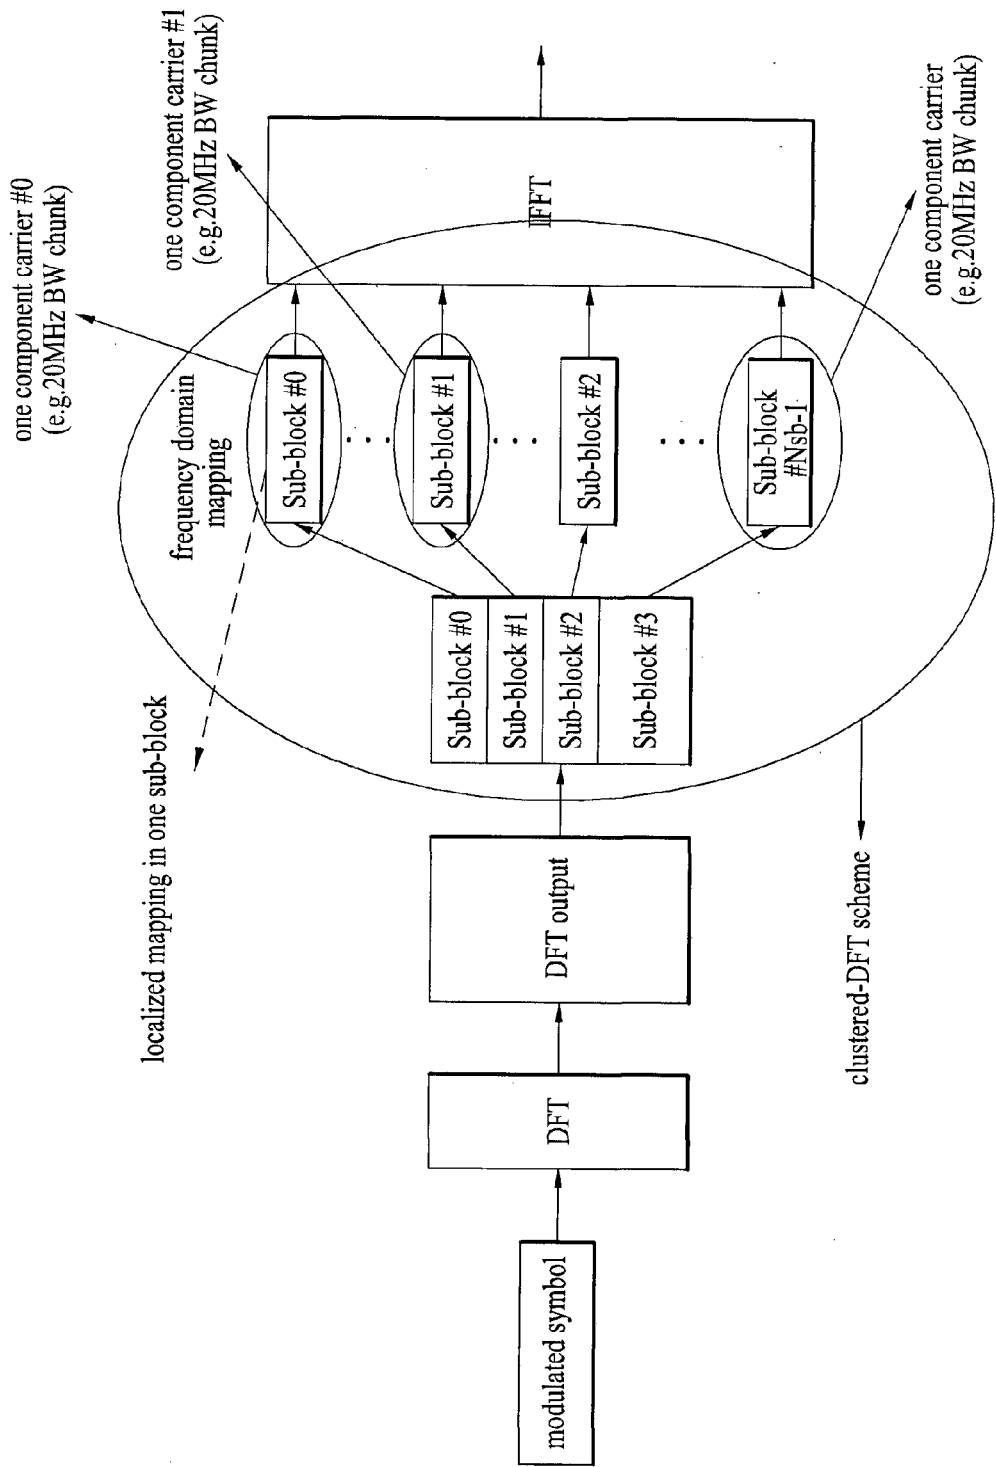 modulated symbol
DFT
DFT output
Sub-block #0
Sub-block #1
Sub-block #2
Sub-block #3
localized mapping in one sub-block
frequency domain
mapping
Sub-block #0
Sub-block #1
Sub-block #2
Sub-block
#Nsb-1
one component carrier #0
(e.g.20MHz BW chunk)
one component carrier #1
(e.g.20MHz BW chunk)
one component carrier
(e.g.20MHz BW chunk)
IFFT
clustered-DFT scheme